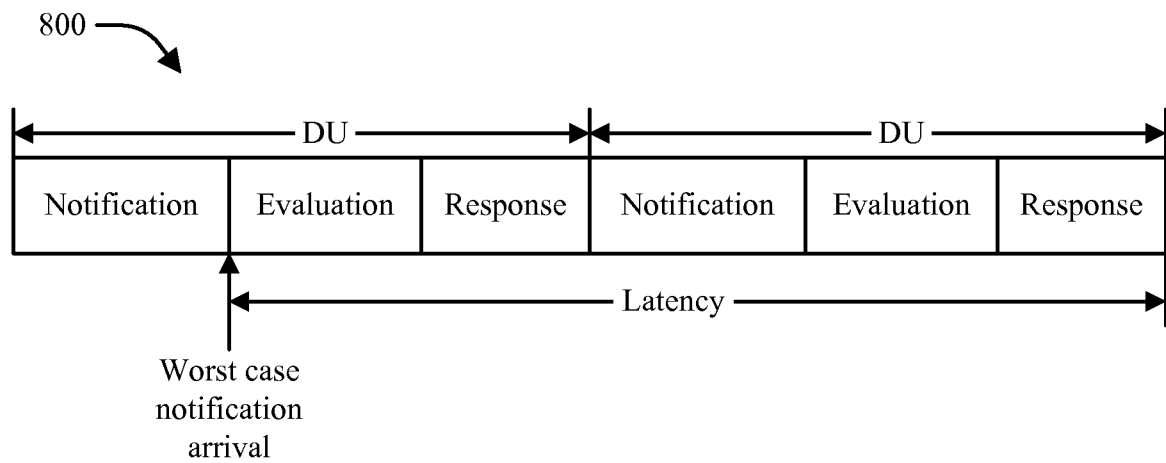 800
DU DU
Notification Evaluation Response Notification Evaluation Response
Latency
Worst case
notification
arrival